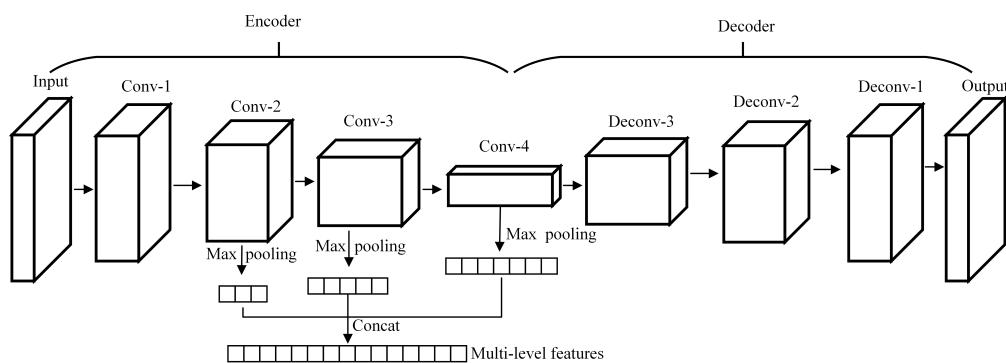 Encoder
Decoder
Input
Conv-1
Conv-2
Conv-3
Conv-4
Deconv-3
Deconv-2
Deconv-1
Output
Max pooling
Max pooling
Max pooling
Concat
Multi-level features